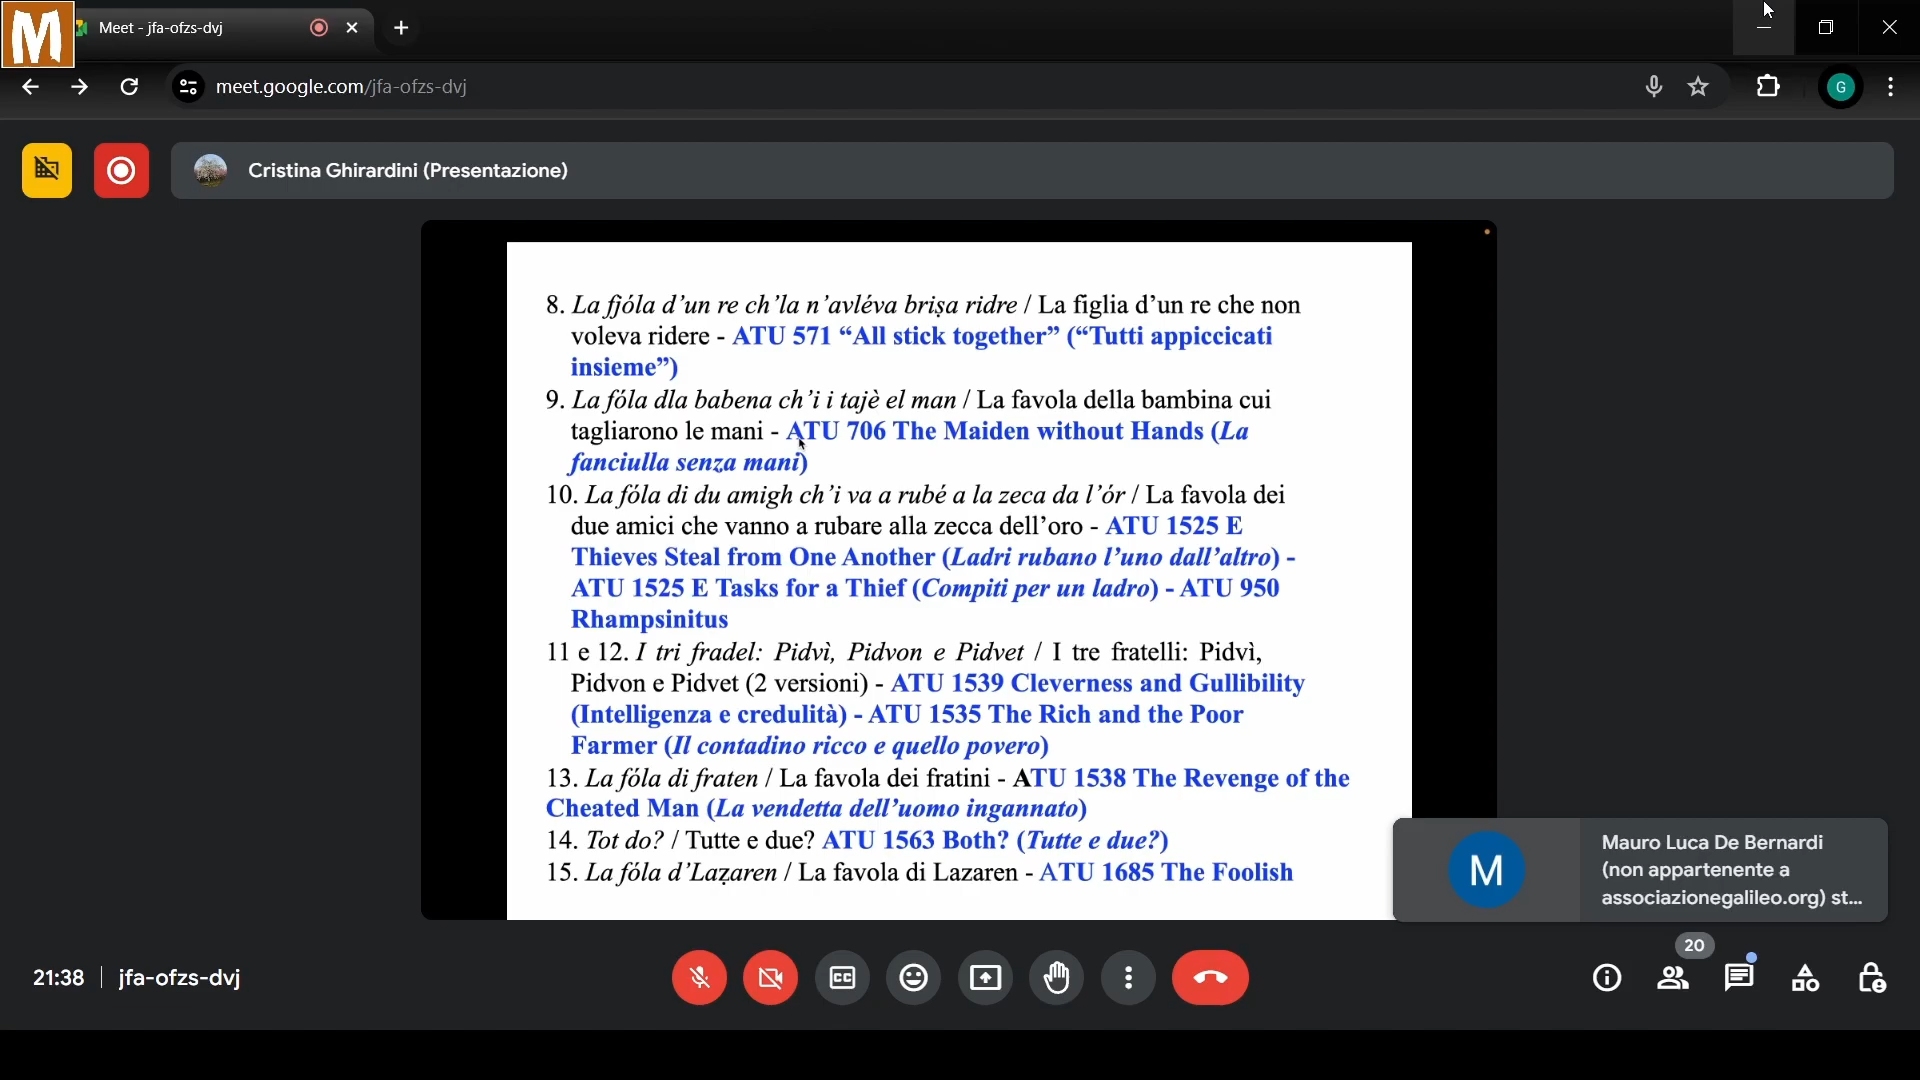 M
Meet - jfa-ofzs-dvj
meet.google.com/jfa-ofzs-dvj
G
Cristina Ghirardini (Presentazione)
8. La fjóla d’un re ch’la n’avléva briṣa ridre / La figlia d’un re che non
voleva ridere - ATU 571 “All stick together” (“Tutti appiccicati
insieme”)
9. La fóla dla babena ch’i i tajè el man / La favola della bambina cui
tagliarono le mani - ATU 706 The Maiden without Hands (La
fanciulla senza mani)
10. La fóla di du amigh ch’i va a rubé a la zeca da l’ór / La favola dei
due amici che vanno a rubare alla zecca dell’oro - ATU 1525 E
Thieves Steal from One Another (Ladri rubano l’uno dall’altro) -
ATU 1525 E Tasks for a Thief (Compiti per un ladro) - ATU 950
Rhampsinitus
11 e 12. I tri fradel: Pidvì, Pidvon e Pidvet / I tre fratelli: Pidvì,
Pidvon e Pidvet (2 versioni) - ATU 1539 Cleverness and Gullibility
(Intelligenza e credulità) - ATU 1535 The Rich and the Poor
Farmer (Il contadino ricco e quello povero)
13. La fóla di fraten / La favola dei fratini - ATU 1538 The Revenge of the
Cheated Man (La vendetta dell’uomo ingannato)
14. Tot do? / Tutte e due? ATU 1563 Both? (Tutte e due?)
15. La fóla d’Laẓaren / La favola di Lazaren - ATU 1685 The Foolish
M
Mauro Luca De Bernardi
(non appartenente a
associazionegalileo.org) st...
21:38
jfa-ofzs-dvj
CC
20